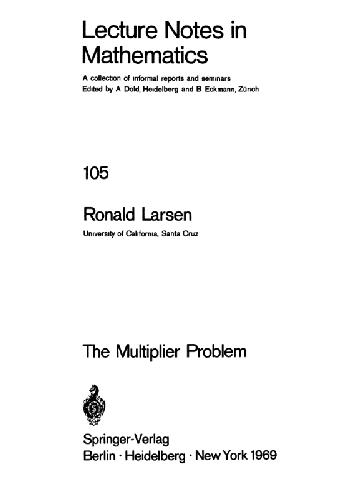 Lecture Notes in
Mathematics
A collection of informal reports and seminars
Edited by A. Dold, Heidelberg and B. Eckmann, Zürich
105
Ronald Larsen
University of California, Santa Cruz
The Multiplier Problem
Springer-Verlag
Berlin · Heidelberg · New York 1969